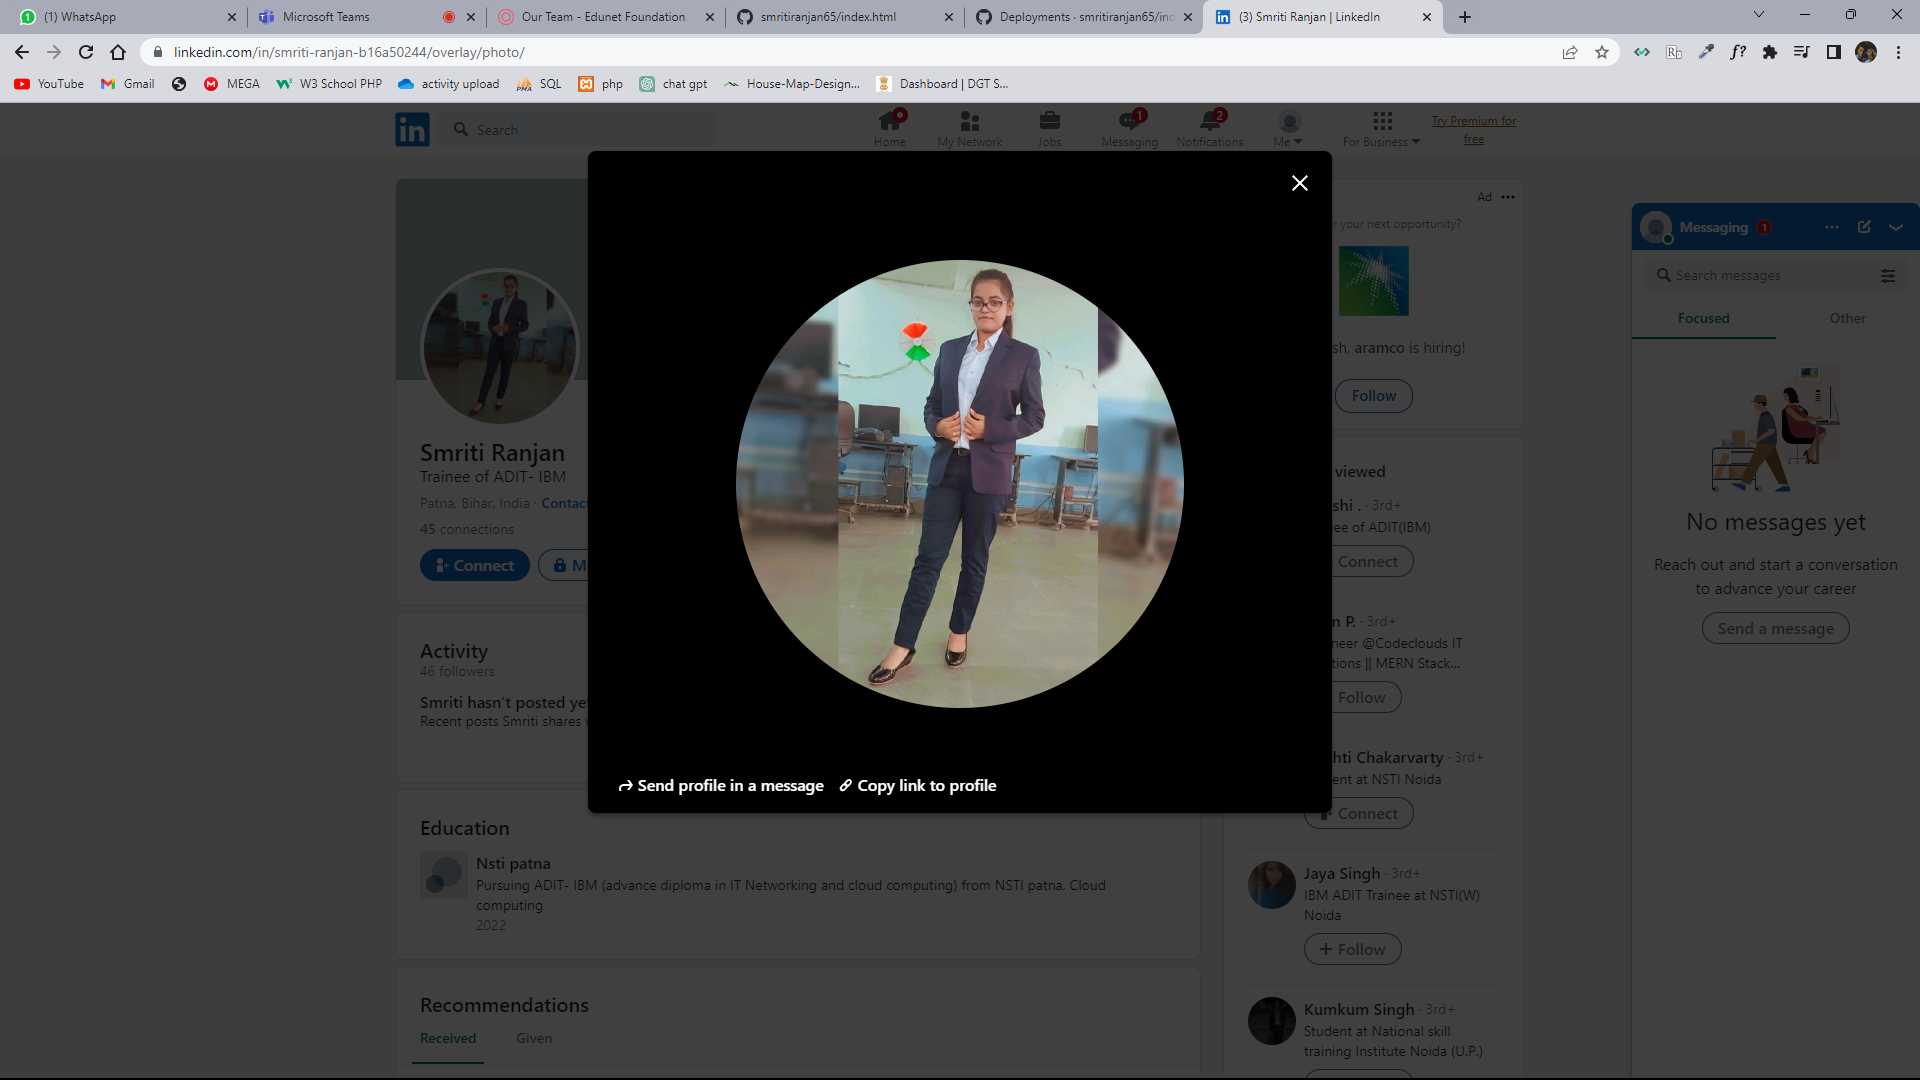 (1) WhatsApp
Microsoft Teams
Our Team - Edunet Foundation
smritiranjan65/index.html
Deployments · smritiranjan65/inc
(3) Smriti Ranjan | LinkedIn
linkedin.com/in/smriti-ranjan-b16a50244/overlay/photo/
YouTube
Gmail
MEGA
W3 School PHP
activity upload
SQL
php
chat gpt
House-Map-Design...
Dashboard | DGT S...
in
Search
Home
My Network
Jobs
1
Messaging
2
Notifications
Me
For Business
Try Premium for
free
Smriti Ranjan
Trainee of ADIT- IBM
Patna, Bihar, India ·
45 connections
Connect
Activity
46 followers
Smriti hasn't posted
Recent posts Smriti shares
Send profile in a message
Copy link to profile
Education
Nsti patna
Pursuing ADIT- IBM (advance diploma in IT Networking and cloud computing) from NSTI patna, Cloud
computing
2022
Recommendations
Received
Given
Ad
your next opportunity?
aramco is hiring!
Follow
viewed
· 3rd+
of ADIT(IBM)
Connect
P. · 3rd+
@Codeclouds IT
|| MERN Stack...
Follow
Chakarvarty · 3rd+
at NSTI Noida
Connect
Jaya Singh · 3rd+
IBM ADIT Trainee at NSTI(W)
Noida
+ Follow
Kumkum Singh · 3rd+
Student at National skill
training Institute Noida (U.P.)
Messaging 1
Search messages
Focused
Other
No messages yet
Reach out and start a conversation
to advance your career
Send a message